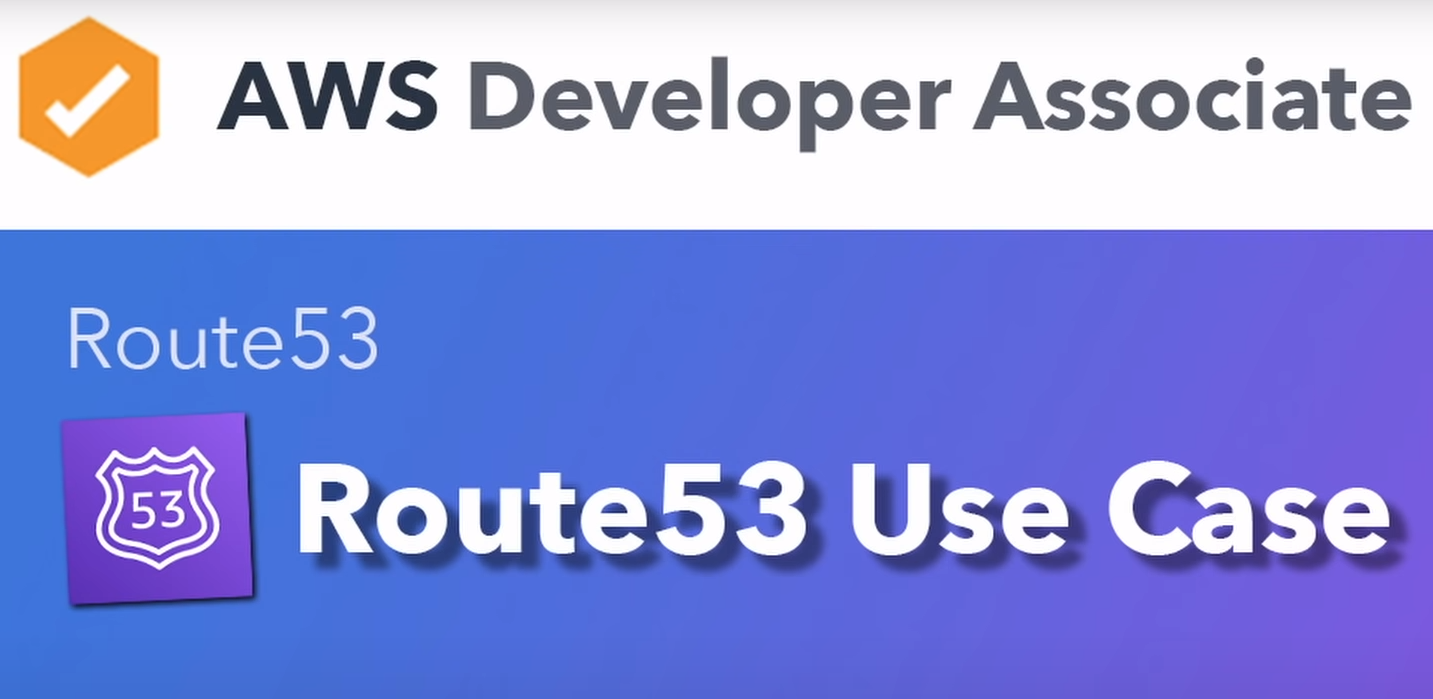 AWS Developer Associate
Route53
53
Route53 Use Case